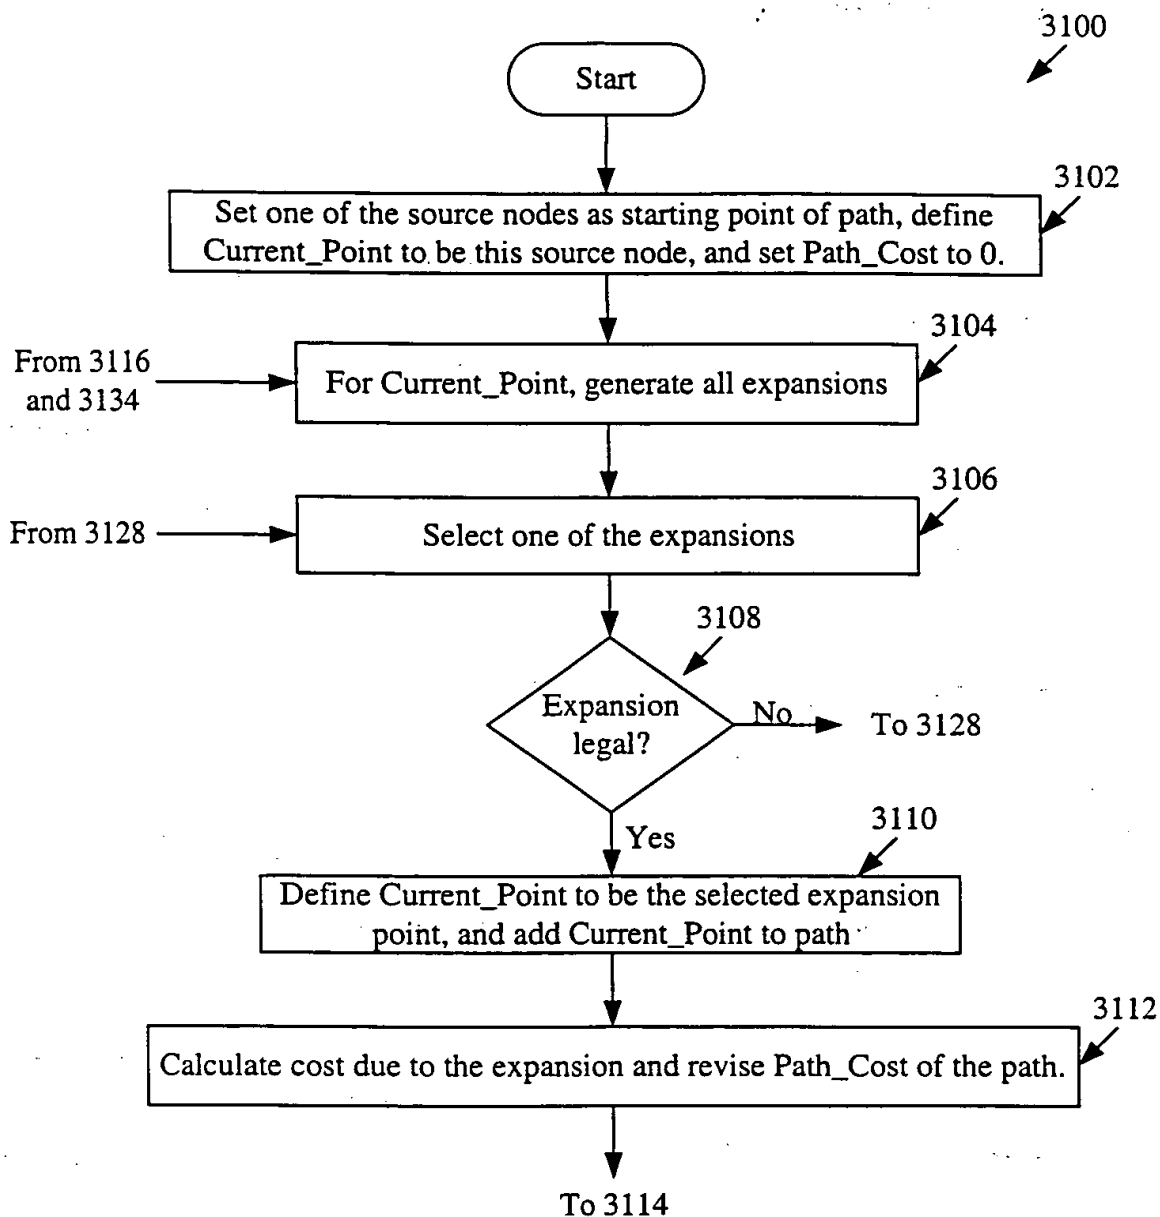 3100
Start
3102
Set one of the source nodes as starting point of path, define
Current_Point to be this source node, and set Path_Cost to 0.
3104
From 3116
and 3134
For Current_Point, generate all expansions
3106
From 3128
Select one of the expansions
3108
Expansion
legal?
No
To 3128
Yes
3110
Define Current_Point to be the selected expansion
point, and add Current_Point to path
3112
Calculate cost due to the expansion and revise Path_Cost of the path.
To 3114